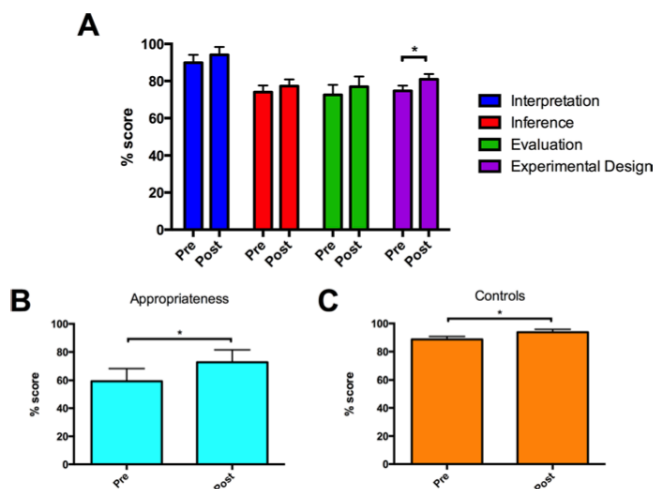 A
100
80
60
40
20
0
% score
*
Pre
Post
Pre
Post
Pre
Post
Pre
Post
Interpretation
Inference
Evaluation
Experimental Design
B
Appropriateness
100
80
60
40
20
0
% score
*
Pre
Post
C
Controls
100
80
60
40
20
0
% score
*
Pre
Post